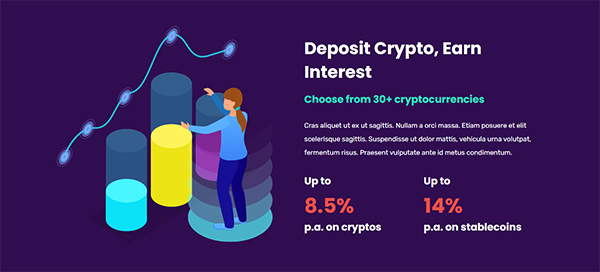 Deposit Crypto, Earn
Interest
Choose from 30+ cryptocurrencies
Cras aliquet ut ex ut sagittis. Nullam a orci massa. Etiam posuere et elit
scelerisque sagittis. Suspendisse ut dolor mattis, vehicula urna volutpat,
fermentum risus. Praesent vulputate ante id metus condimentum.
Up to
8.5%
p.a. on cryptos
Up to
14%
p.a. on stablecoins